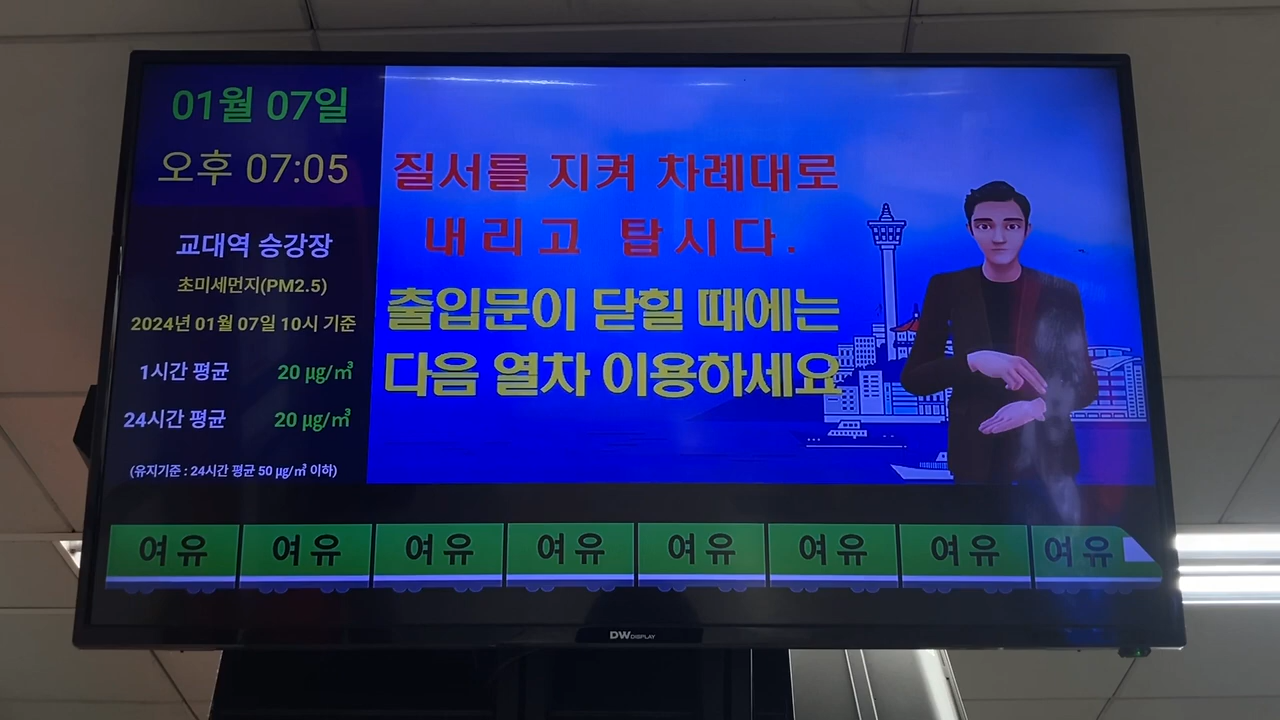 01월 07일
오후 07:05
교대역 승강장
초미세먼지(PM2.5)
2024년 01월 07일 10시 기준
1시간 평균 20 ㎍/㎥
24시간 평균 20 ㎍/㎥
(유지기준 : 24시간 평균 50 ㎍/㎥ 이하)
질서를 지켜 차례대로
내리고 탑시다.
출입문이 닫힐 때에는
다음 열차 이용하세요.
여유 여유 여유 여유 여유 여유 여유 여유
DW DISPLAY